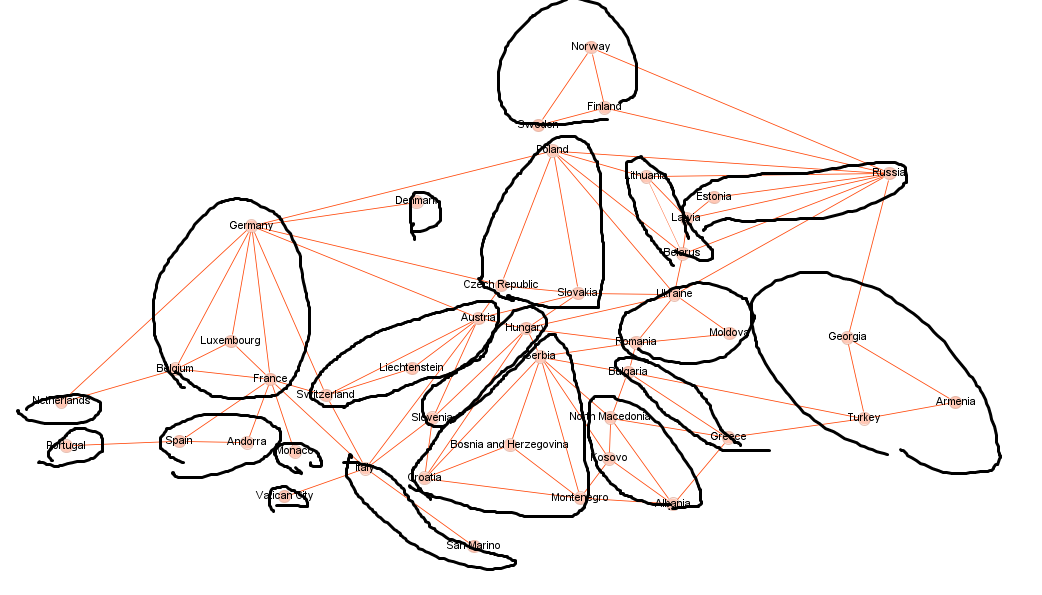 Norway
Finland
Sweden
Poland
Russia
Lithuania
Estonia
Denmark
Latvia
Germany
Belarus
Czech Republic
Slovakia
Ukraine
Austria
Hungary
Moldova
Georgia
Luxembourg
Romania
Serbia
Belgium
Liechtenstein
Bulgaria
France
Switzerland
Netherlands
Armenia
Slovenia
North Macedonia
Turkey
Portugal
Spain
Andorra
Greece
Bosnia and Herzegovina
Monaco
Kosovo
Italy
Croatia
Vatican City
Montenegro
Albania
San Marino